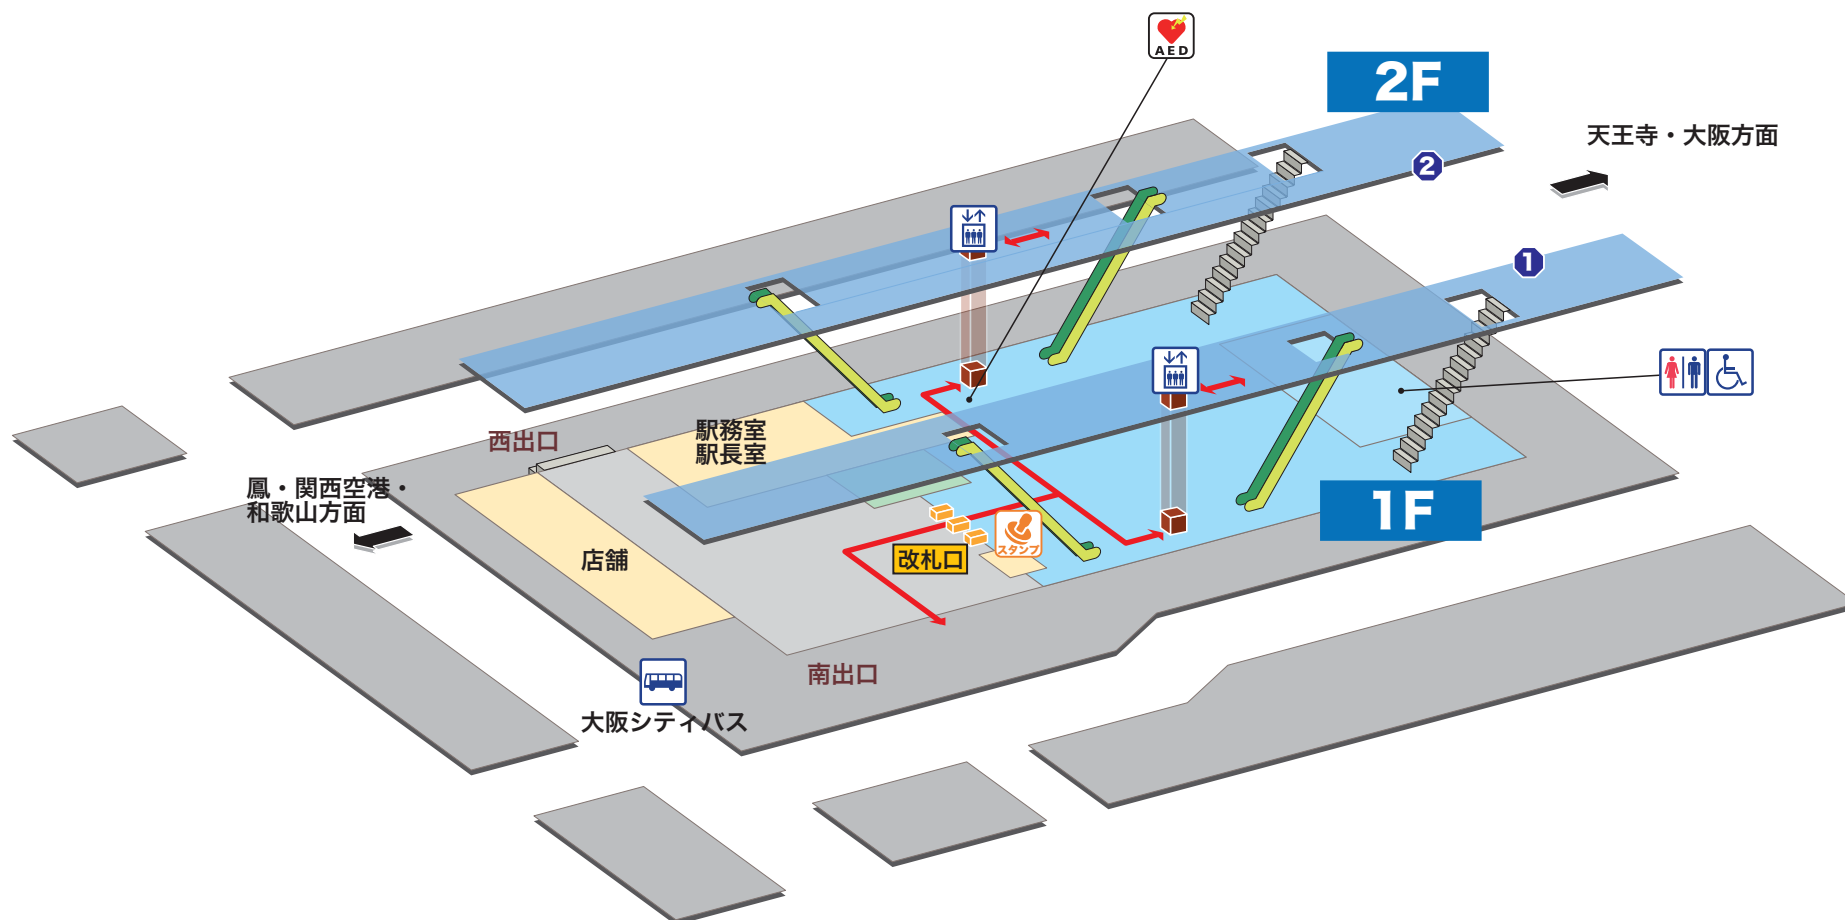 AED
2F
天王寺・大阪方面
2
1
西出口
駅務室
駅長室
鳳・関西空港・
和歌山方面
1F
スタンプ
改札口
店舗
南出口
大阪シティバス